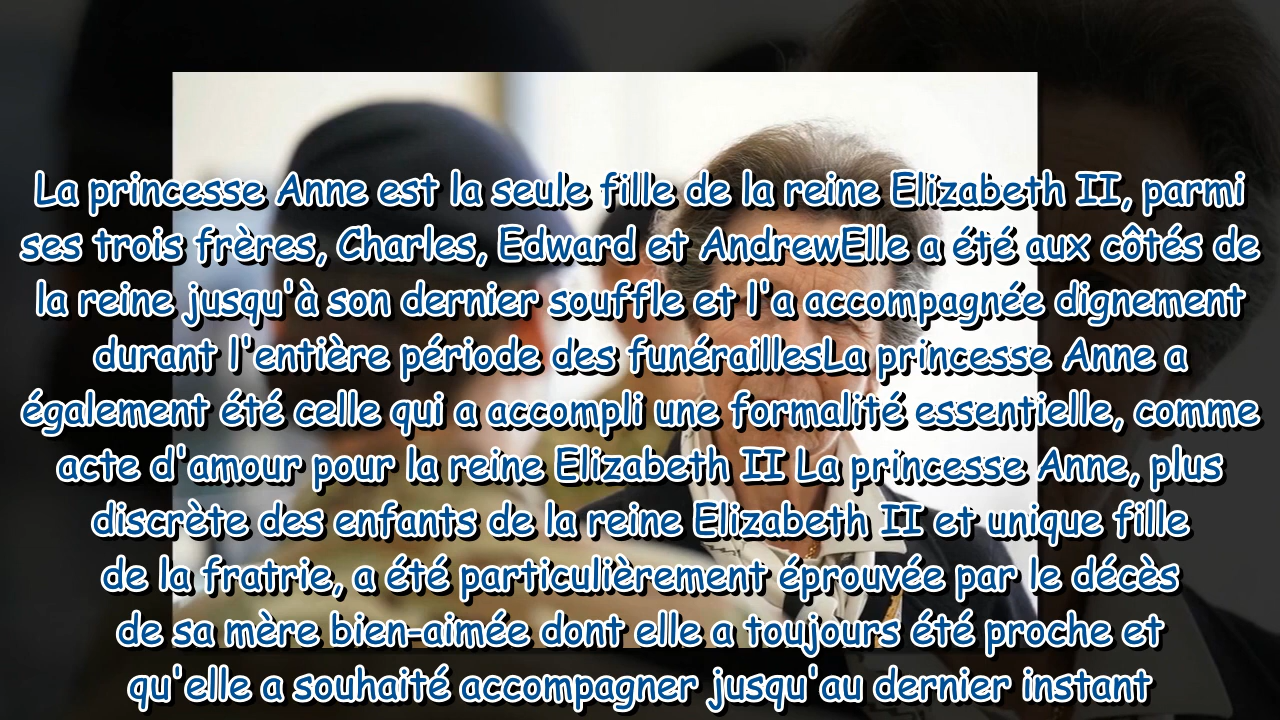 La princesse Anne est la seule fille de la reine Elizabeth II, parmi
ses trois frères, Charles, Edward et AndrewElle a été aux côtés de
la reine jusqu'à son dernier souffle et l'a accompagnée dignement
durant l'entière période des funéraillesLa princesse Anne a
également été celle qui a accompli une formalité essentielle, comme
acte d'amour pour la reine Elizabeth II La princesse Anne, plus
discrète des enfants de la reine Elizabeth II et unique fille
de la fratrie, a été particulièrement éprouvée par le décès
de sa mère bien-aimée dont elle a toujours été proche et
qu'elle a souhaité accompagner jusqu'au dernier instant